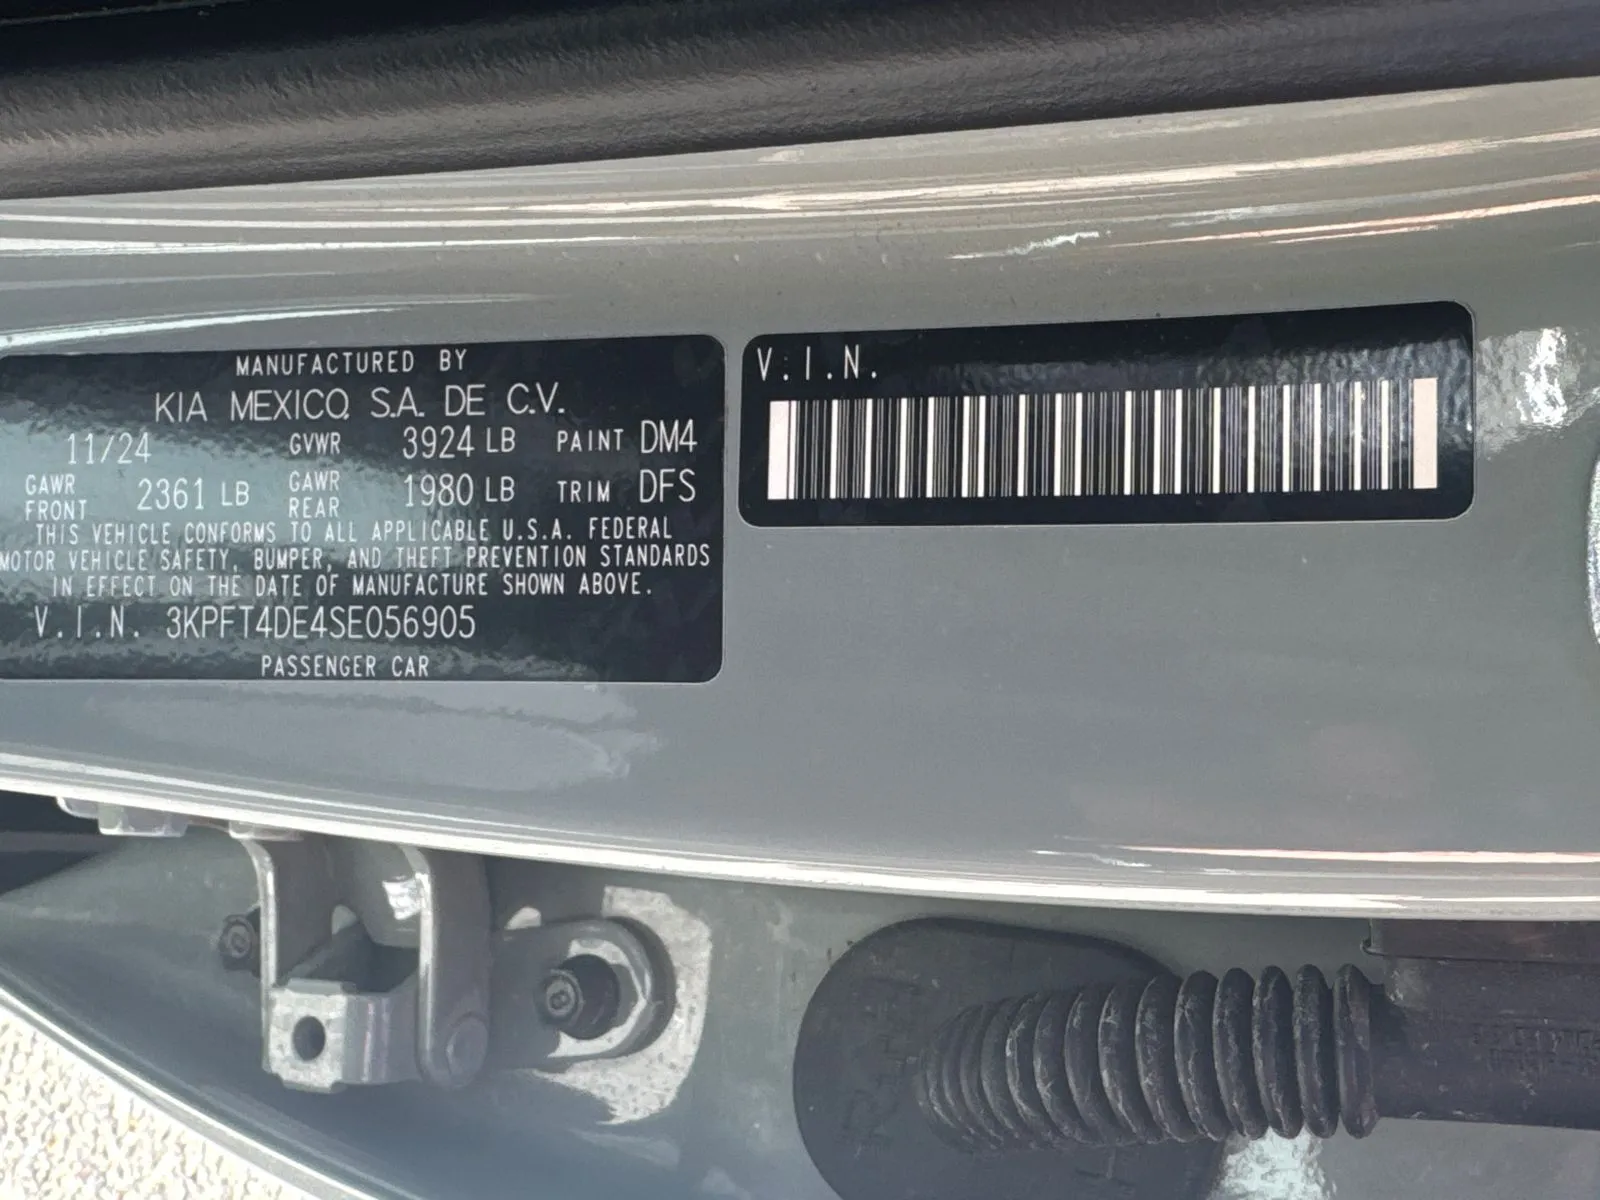 MANUFACTURED BY
KIA MEXICO, S.A. DE C.V.
11/24 GVWR 3924 LB PAINT DM4
GAWR FRONT 2361 LB GAWR REAR 1980 LB TRIM DFS
THIS VEHICLE CONFORMS TO ALL APPLICABLE U.S.A. FEDERAL
MOTOR VEHICLE SAFETY, BUMPER, AND THEFT PREVENTION STANDARDS
IN EFFECT ON THE DATE OF MANUFACTURE SHOWN ABOVE.
V.I.N. 3KPFT4DE4SE056905
PASSENGER CAR
V.I.N.
8